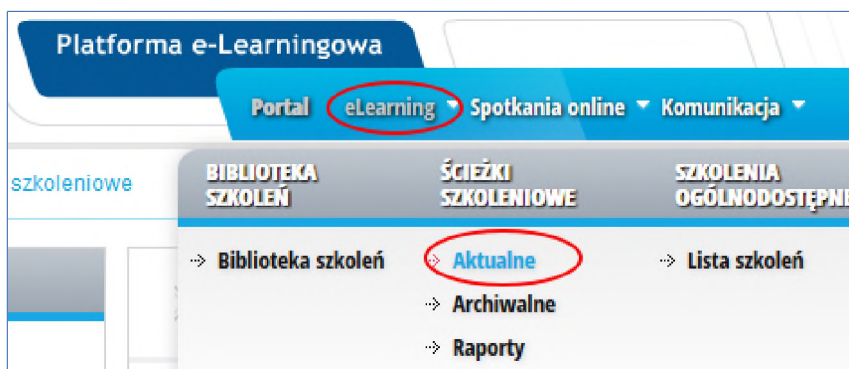 Platforma e-Learningowa
Portal eLearning Spotkania online Komunikacja
szkoleniowe
BIBLIOTEKA SZKOLEŃ
ŚCIEŻKI SZKOLENIOWE
SZKOLENIA OGÓLNODOSTĘPNE
Biblioteka szkoleń Aktualne Lista szkoleń
Archiwalne
Raporty